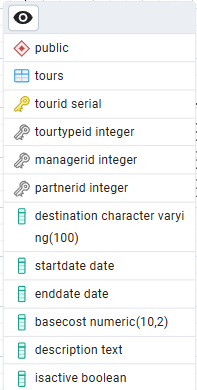 public
tours
tourid serial
tourtypeid integer
managerid integer
partnerid integer
destination character varyi
ng(100)
startdate date
enddate date
basecost numeric(10,2)
description text
isactive boolean